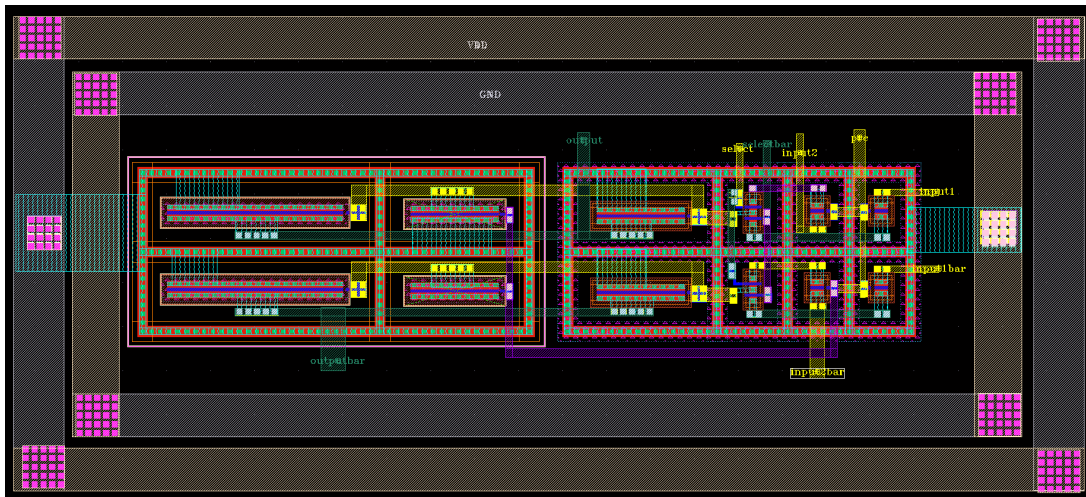 VDD
GND
output
select
selectbar
input2
pre
input1
input1bar
outputbar
input2bar